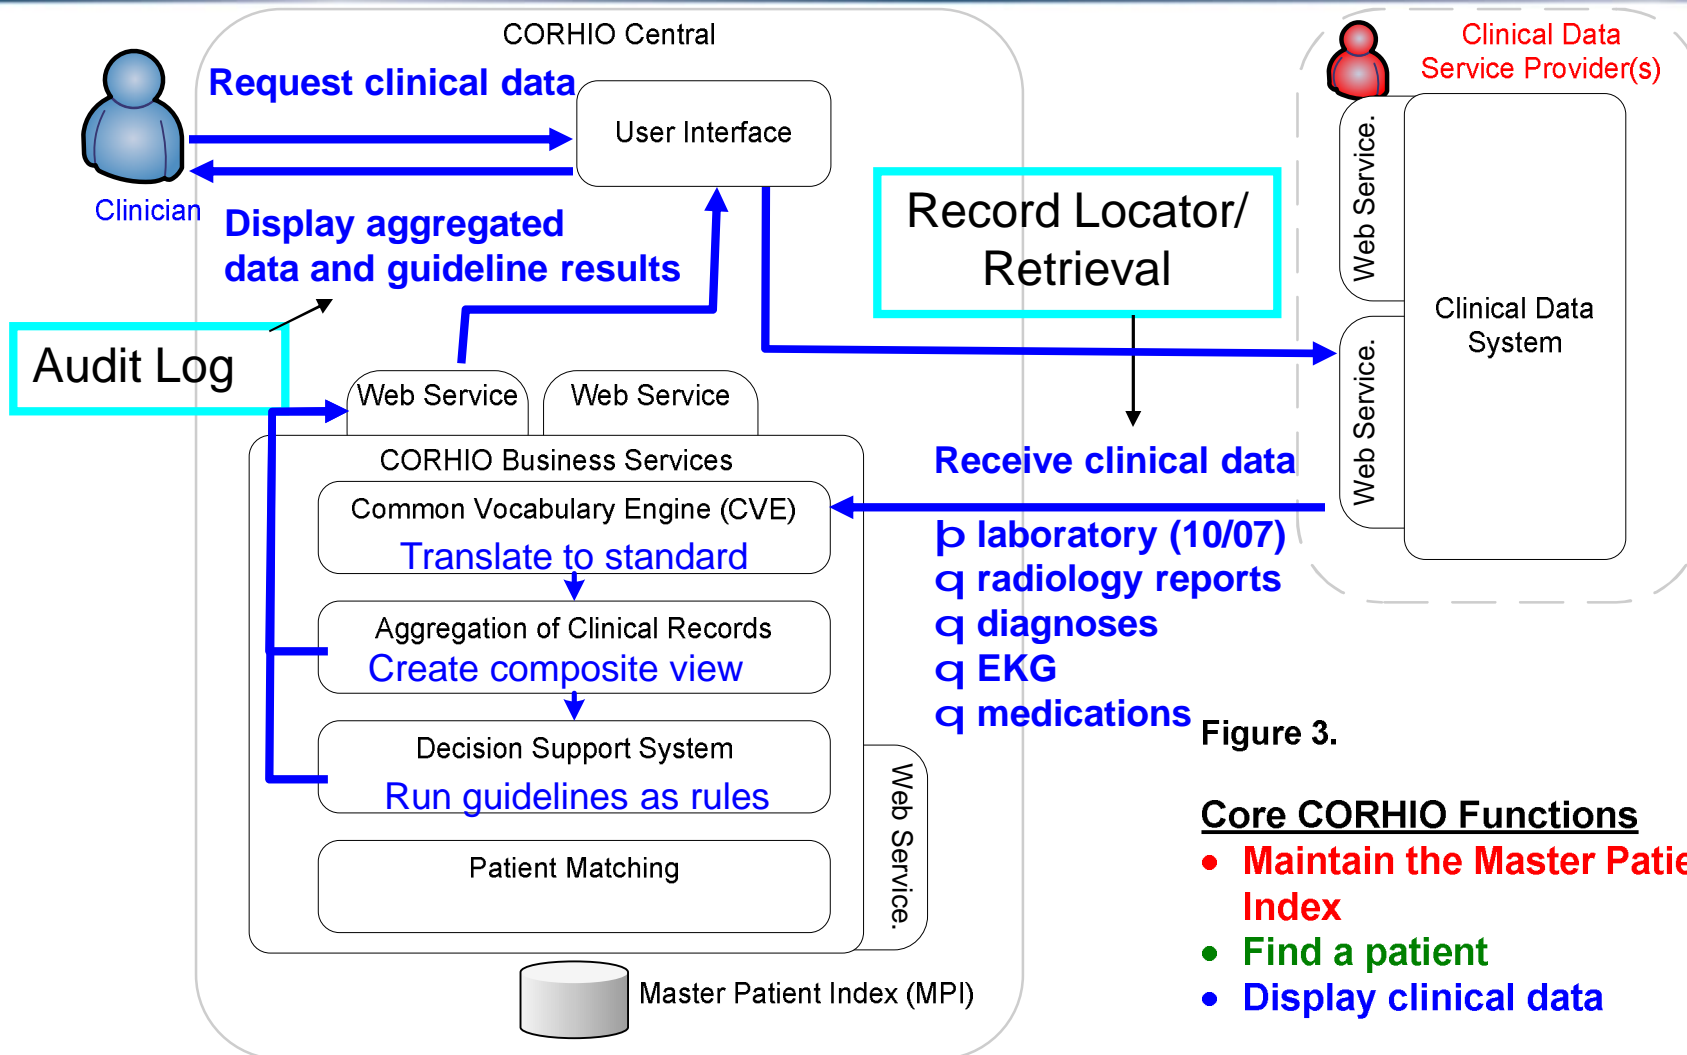 CORHIO Central
Clinical Data
Service Provider(s)
Request clinical data
User Interface
Clinician
Display aggregated
data and guideline results
Record Locator/
Retrieval
Web Service.
Clinical Data
System
Web Service.
Audit Log
Web Service
Web Service
CORHIO Business Services
Receive clinical data
Common Vocabulary Engine (CVE)
Translate to standard
þ laboratory (10/07)
q radiology reports
q diagnoses
q EKG
q medications
Aggregation of Clinical Records
Create composite view
Decision Support System
Run guidelines as rules
Web Service.
Patient Matching
Master Patient Index (MPI)
Figure 3.
Core CORHIO Functions
• Maintain the Master Patie
Index
• Find a patient
• Display clinical data